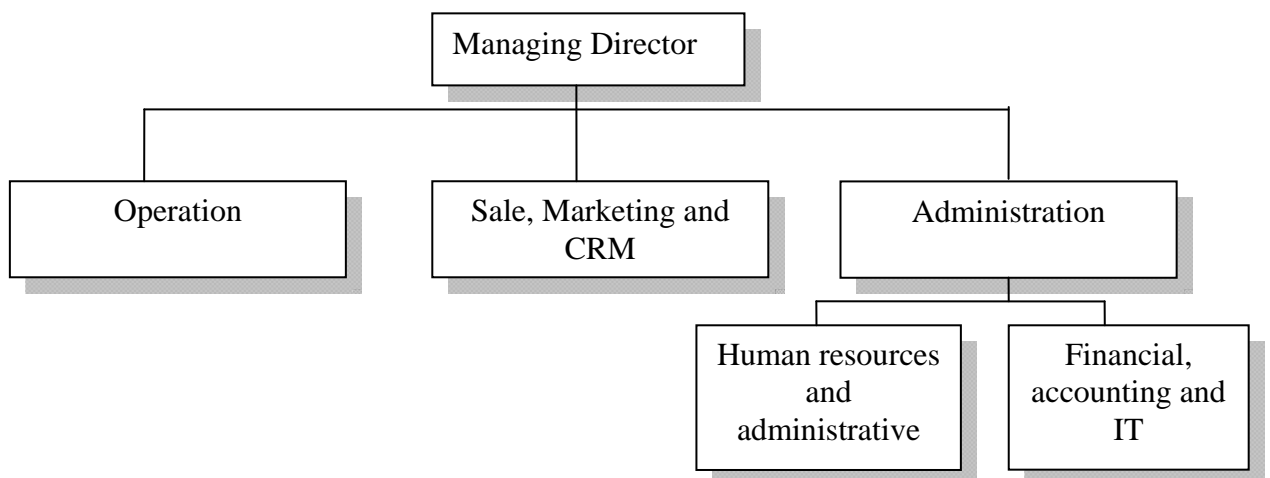 Managing Director
Operation
Sale, Marketing and
CRM
Administration
Human resources
and
administrative
Financial,
accounting and
IT